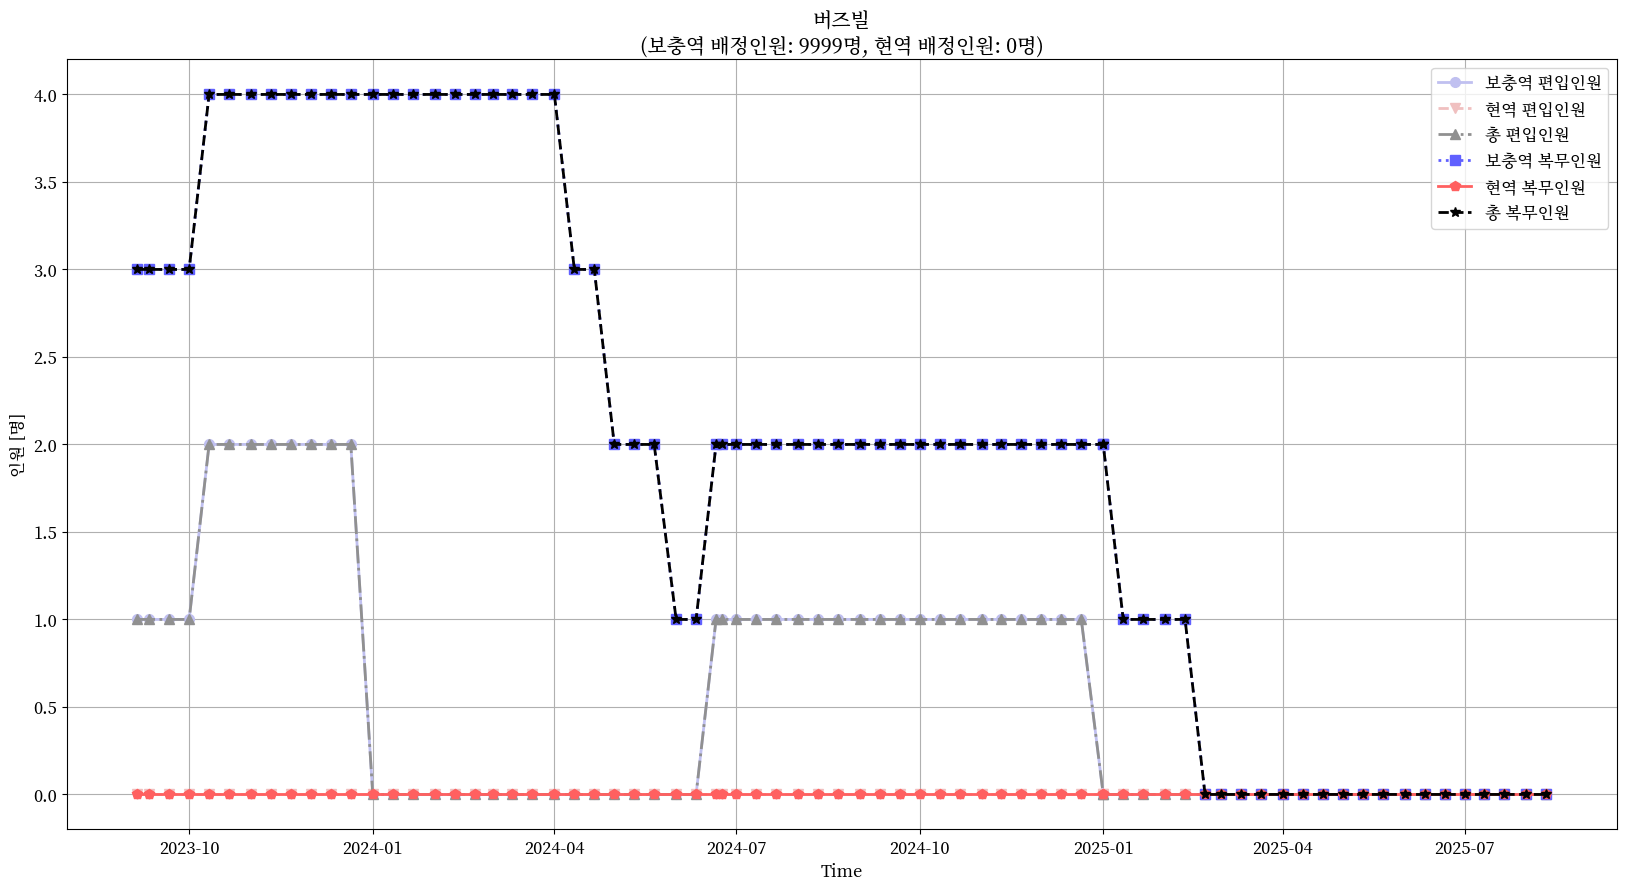 버즈빌
(보충역 배정인원: 9999명, 현역 배정인원: 0명)
보충역 편입인원
현역 편입인원
총 편입인원
보충역 복무인원
현역 복무인원
총 복무인원
인원 [명]
4.0
3.5
3.0
2.5
2.0
1.5
1.0
0.5
0.0
2023-10
2024-01
2024-04
2024-07
2024-10
2025-01
2025-04
2025-07
Time